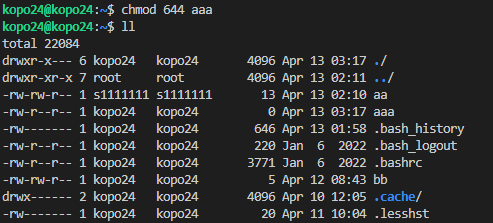 kopo24@kopo24:~$ chmod 644 aaa
kopo24@kopo24:~$ ll
total 22084
drwxr-x--- 6 kopo24   kopo24       4096 Apr 13 03:17 ./
drwxr-xr-x 7 root     root         4096 Apr 13 02:11 ../
-rw-rw-r-- 1 s1111111 s1111111       13 Apr 13 02:10 aa
-rw-r--r-- 1 kopo24   kopo24          0 Apr 13 03:17 aaa
-rw------- 1 kopo24   kopo24        646 Apr 13 01:58 .bash_history
-rw-r--r-- 1 kopo24   kopo24        220 Jan  6  2022 .bash_logout
-rw-r--r-- 1 kopo24   kopo24       3771 Jan  6  2022 .bashrc
-rw-rw-r-- 1 kopo24   kopo24          5 Apr 12 08:43 bb
drwx------ 2 kopo24   kopo24       4096 Apr 10 12:05 .cache/
-rw------- 1 kopo24   kopo24         20 Apr 11 10:04 .lesshst